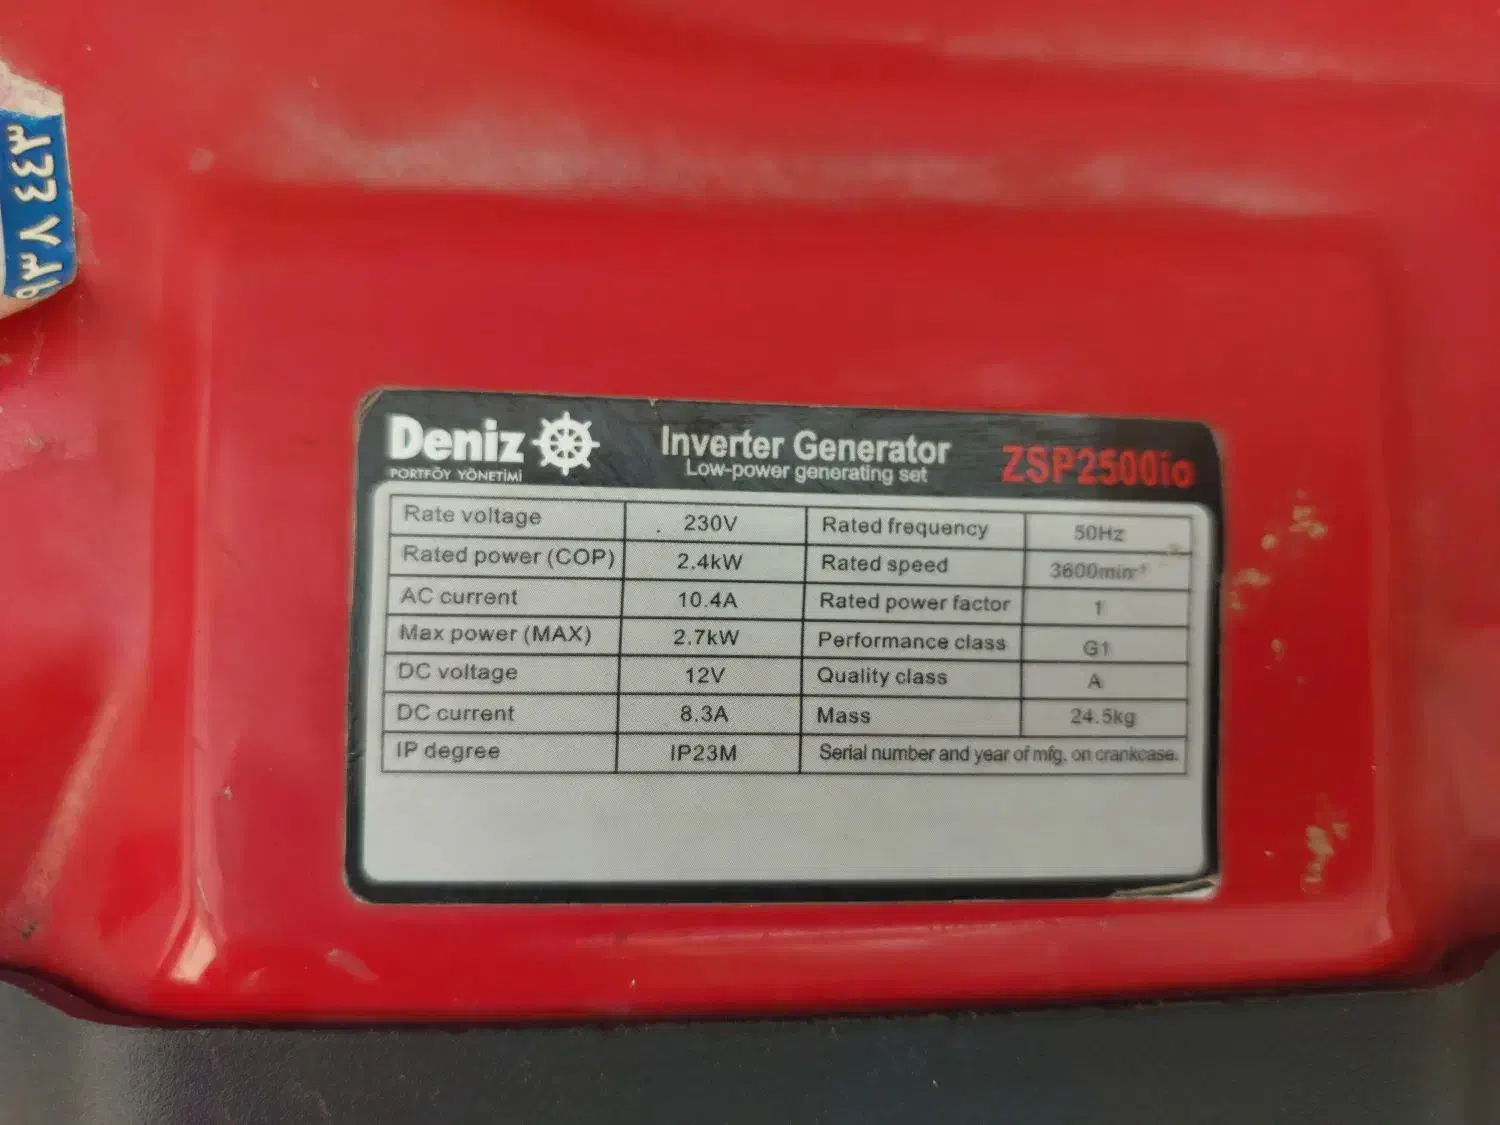 ۹۳۸ ٤٤٣
Deniz
PORTFÖY YÖNETİMİ
Inverter Generator
Low-power generating set
ZSP2500io
Rate voltage 230V Rated frequency 50Hz
Rated power (COP) 2.4kW Rated speed 3600min⁻¹
AC current 10.4A Rated power factor 1
Max power (MAX) 2.7kW Performance class G1
DC voltage 12V Quality class A
DC current 8.3A Mass 24.5kg
IP degree IP23M Serial number and year of mfg. on crankcase.